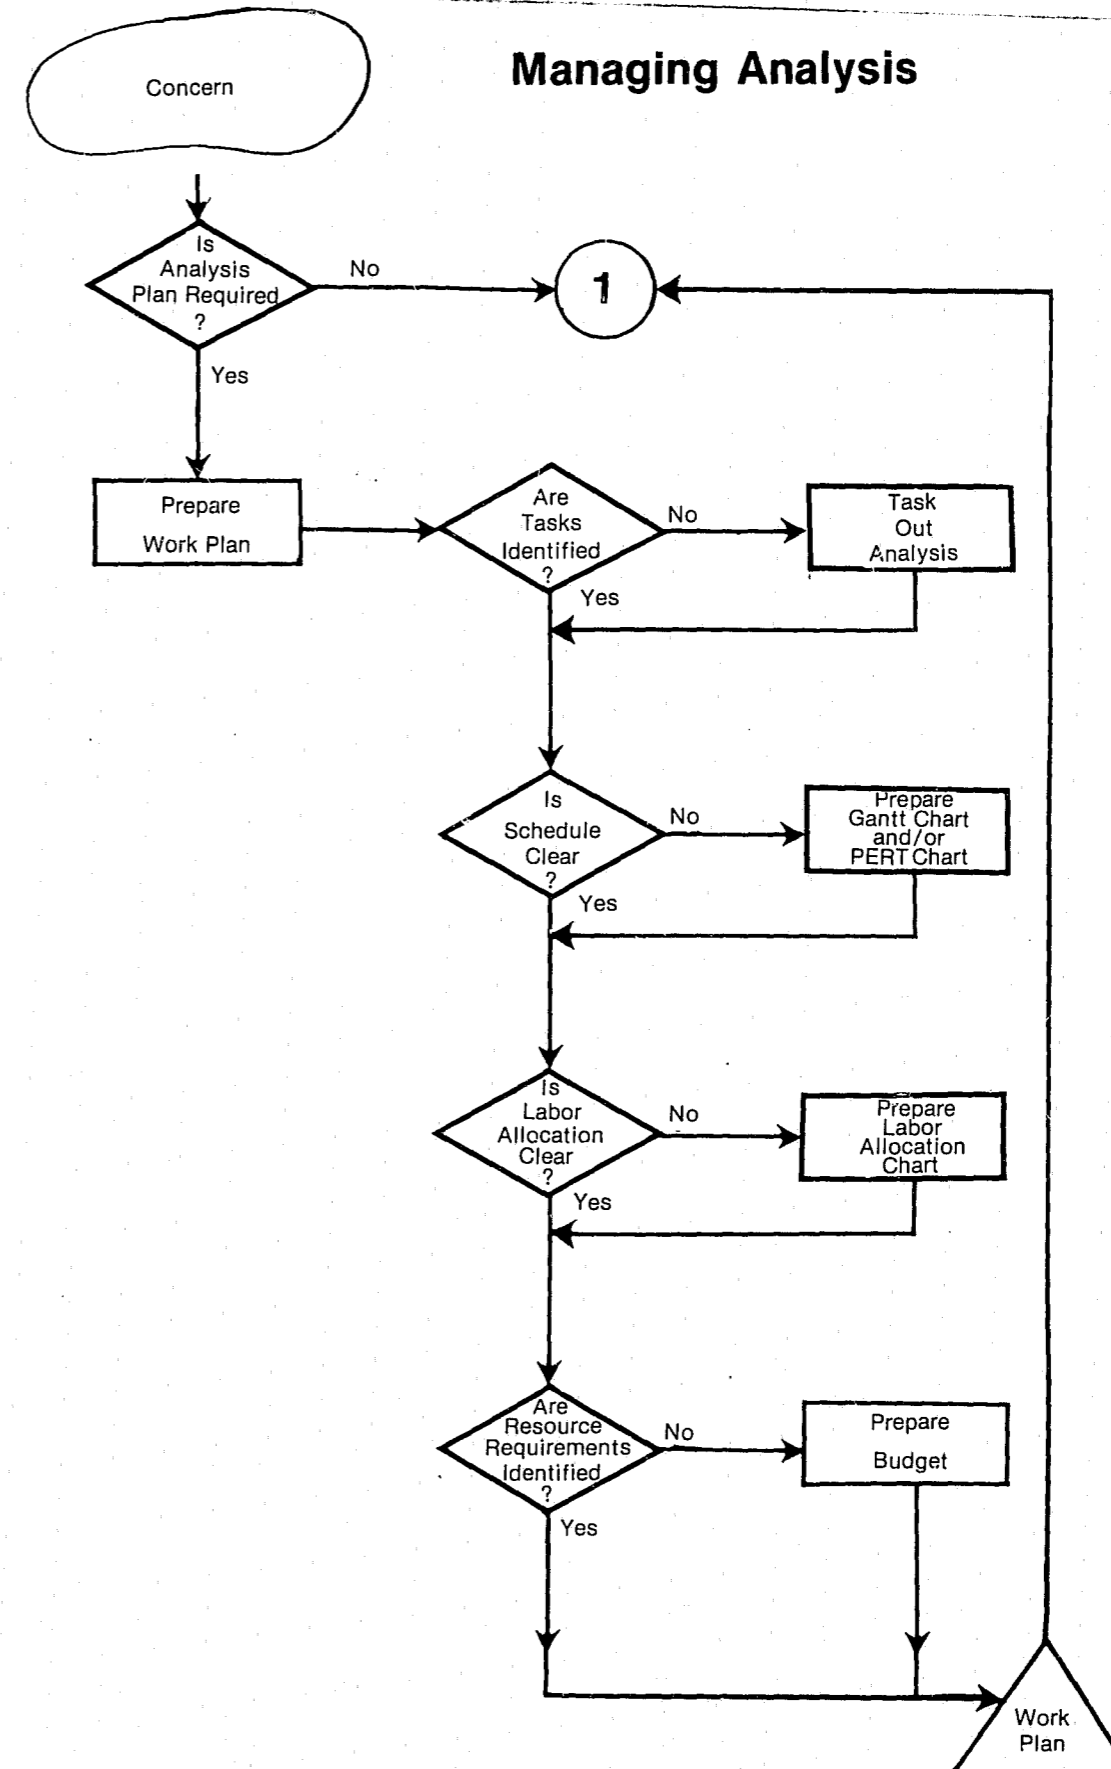 Managing Analysis
Concern
Is
Analysis
Plan Required
?
No
1
Yes
Prepare
Work Plan
Are
Tasks
Identified
?
No
Task
Out
Analysis
Yes
Is
Schedule
Clear
?
No
Prepare
Gantt Chart
and/or
PERT Chart
Yes
Is
Labor
Allocation
Clear
?
No
Prepare
Labor
Allocation
Chart
Yes
Are
Resource
Requirements
Identified
?
No
Prepare
Budget
Yes
Work
Plan